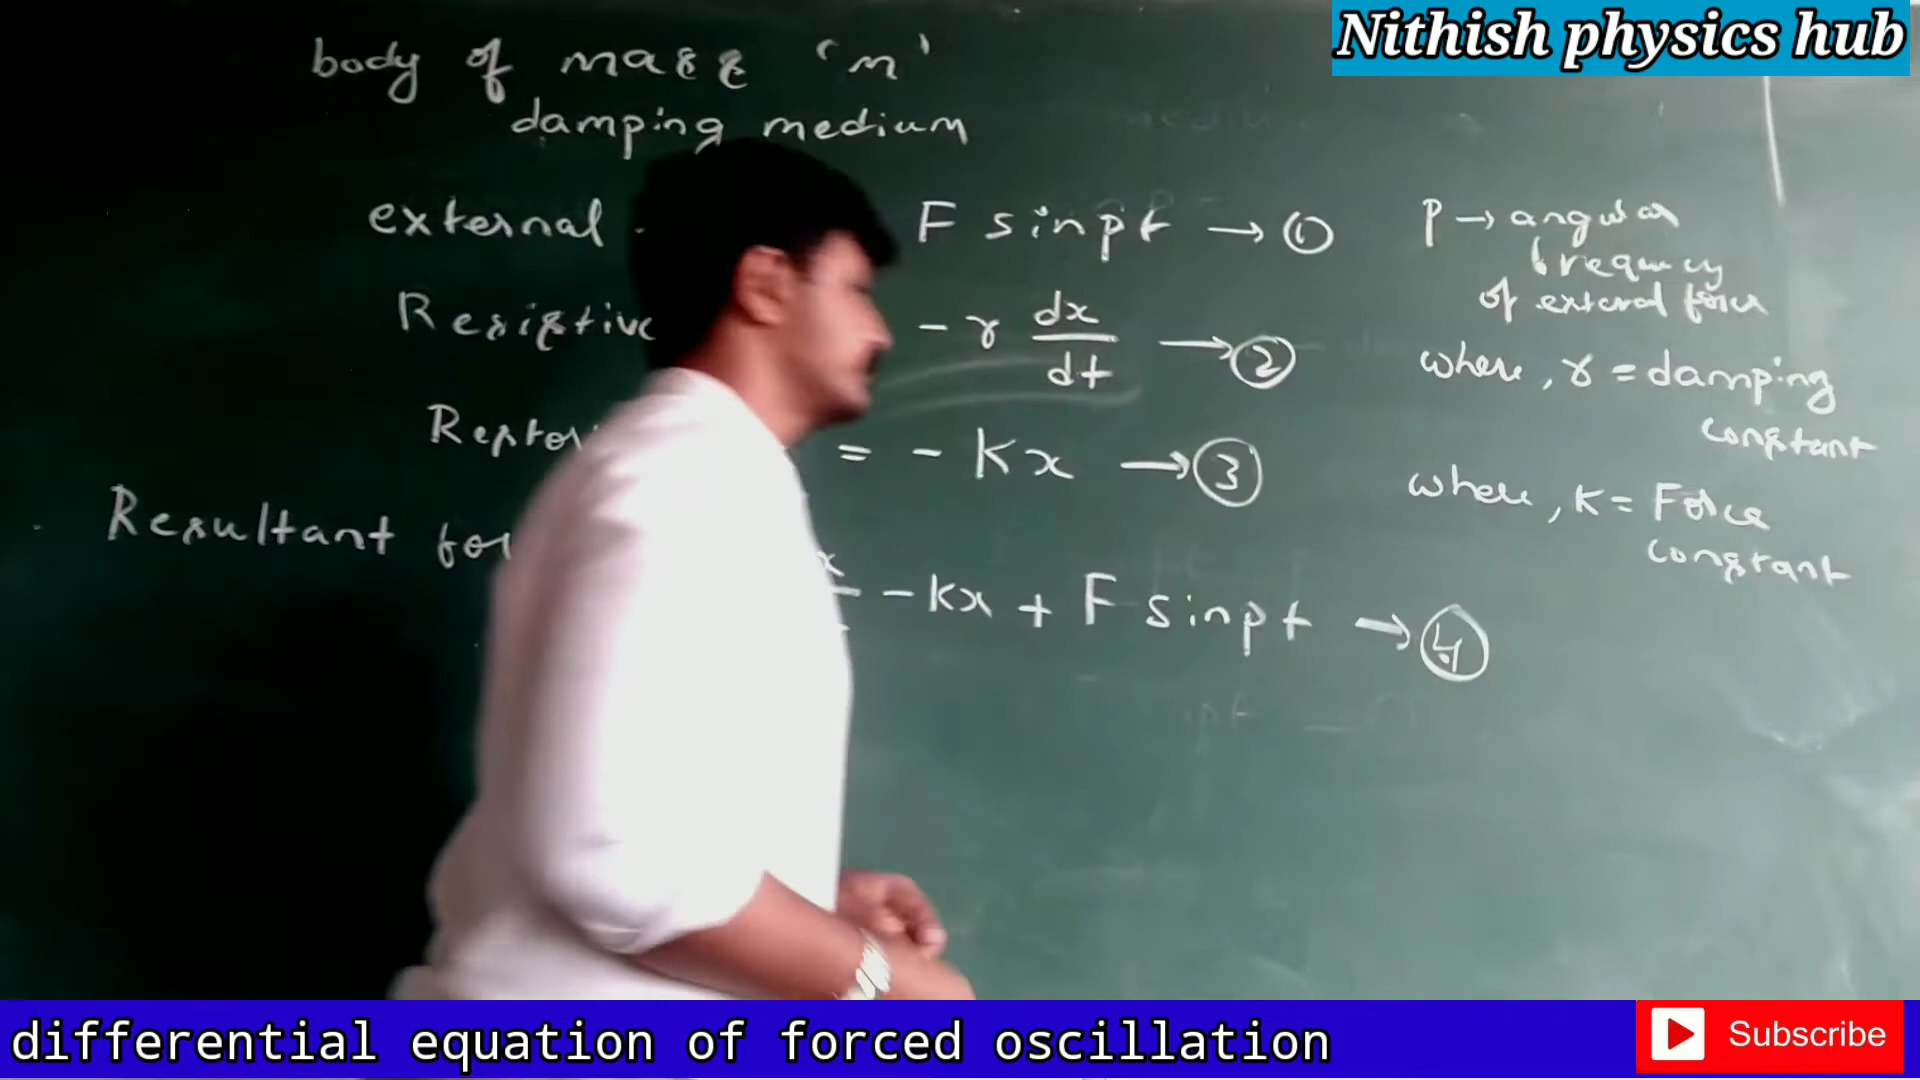 Nithish physics hub
body of mass 'm'
damping medium
external F sinpt → ①
P → angular
frequency
of external force
Resistive - r dx/dt → ②
where, r = damping
constant
= - Kx → ③
where, K = Force
constant
Resultant
- kx + F sinpt → ④
differential equation of forced oscillation
Subscribe